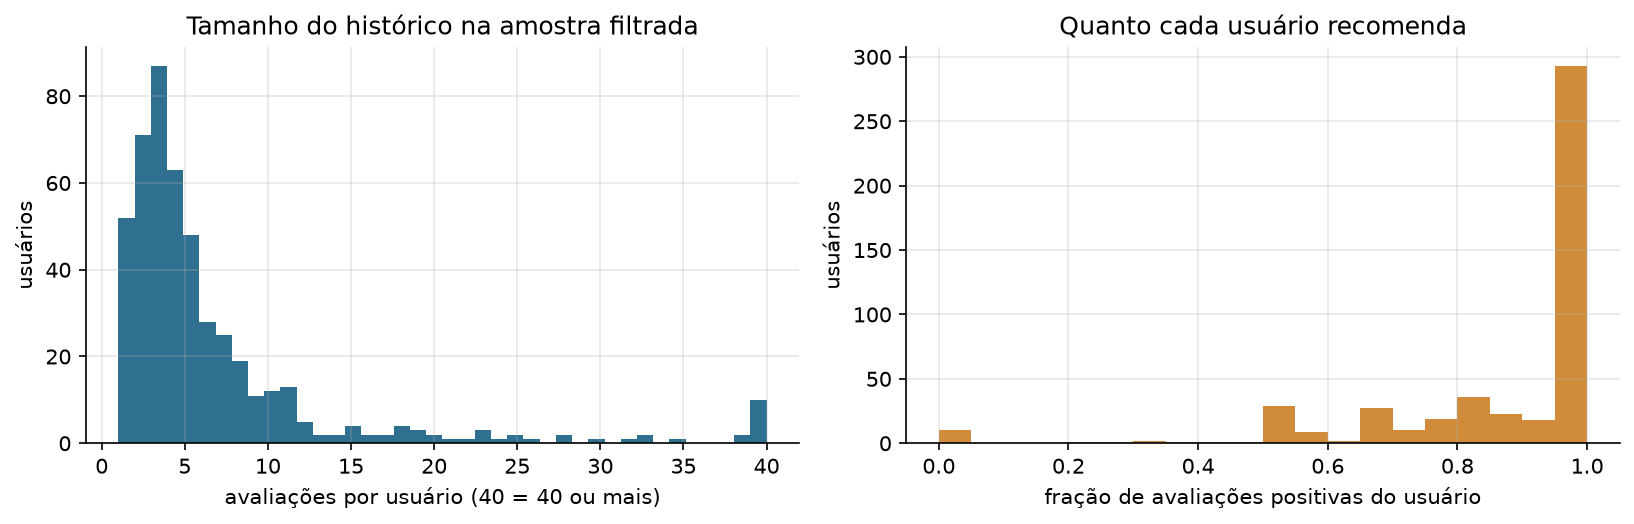 Tamanho do histórico na amostra filtrada
usuários
80
60
40
20
0
0 5 10 15 20 25 30 35 40
avaliações por usuário (40 = 40 ou mais)
Quanto cada usuário recomenda
usuários
300
250
200
150
100
50
0
0.0 0.2 0.4 0.6 0.8 1.0
fração de avaliações positivas do usuário